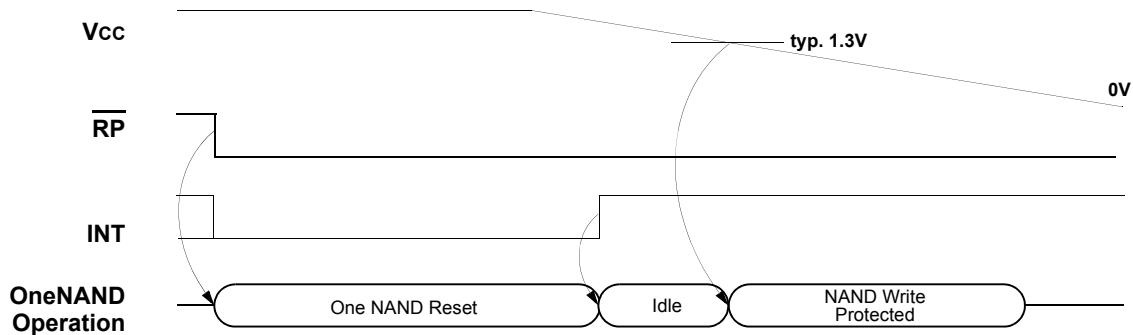 Vcc
typ. 1.3V
0V
RP
INT
OneNAND
Operation
One NAND Reset
Idle
NAND Write
Protected